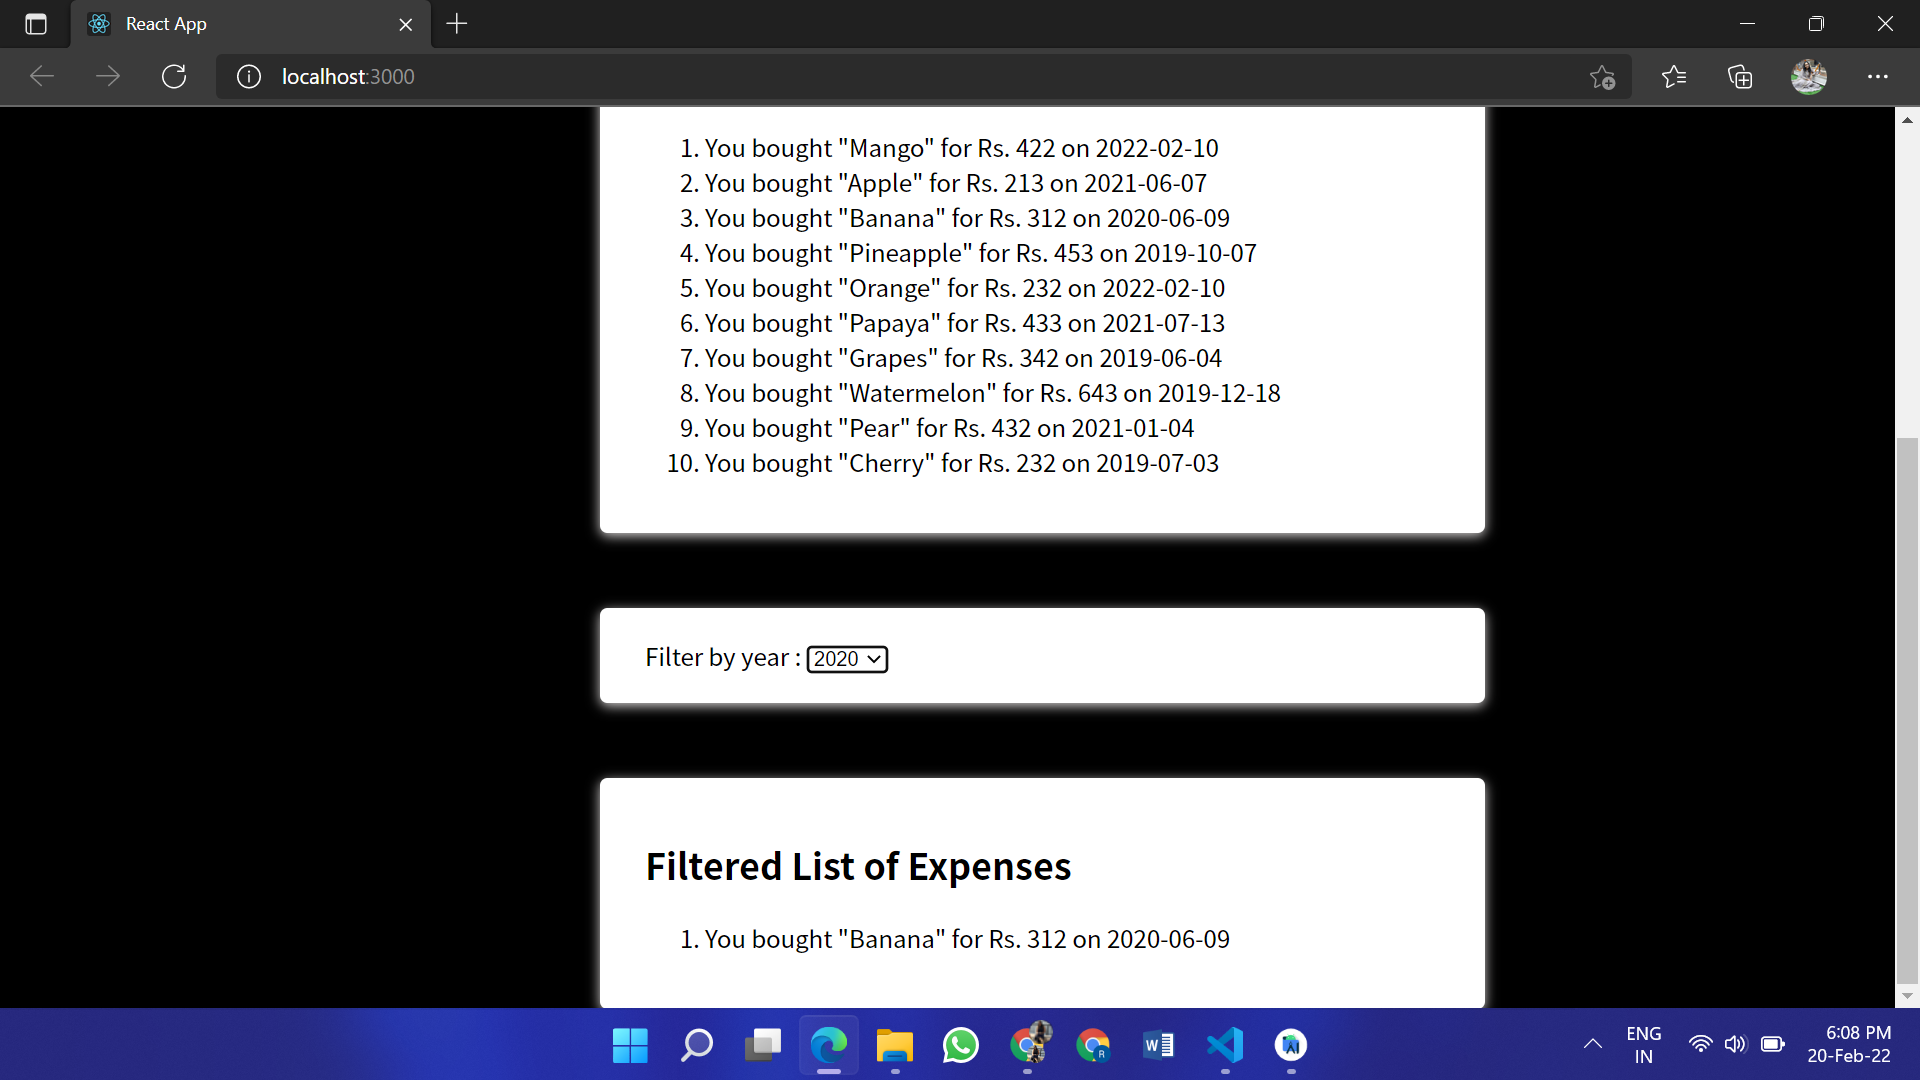 React App
localhost:3000
1. You bought "Mango" for Rs. 422 on 2022-02-10
2. You bought "Apple" for Rs. 213 on 2021-06-07
3. You bought "Banana" for Rs. 312 on 2020-06-09
4. You bought "Pineapple" for Rs. 453 on 2019-10-07
5. You bought "Orange" for Rs. 232 on 2022-02-10
6. You bought "Papaya" for Rs. 433 on 2021-07-13
7. You bought "Grapes" for Rs. 342 on 2019-06-04
8. You bought "Watermelon" for Rs. 643 on 2019-12-18
9. You bought "Pear" for Rs. 432 on 2021-01-04
10. You bought "Cherry" for Rs. 232 on 2019-07-03
Filter by year : 2020
Filtered List of Expenses
1. You bought "Banana" for Rs. 312 on 2020-06-09
W
R
ENG
IN
6:08 PM
20-Feb-22